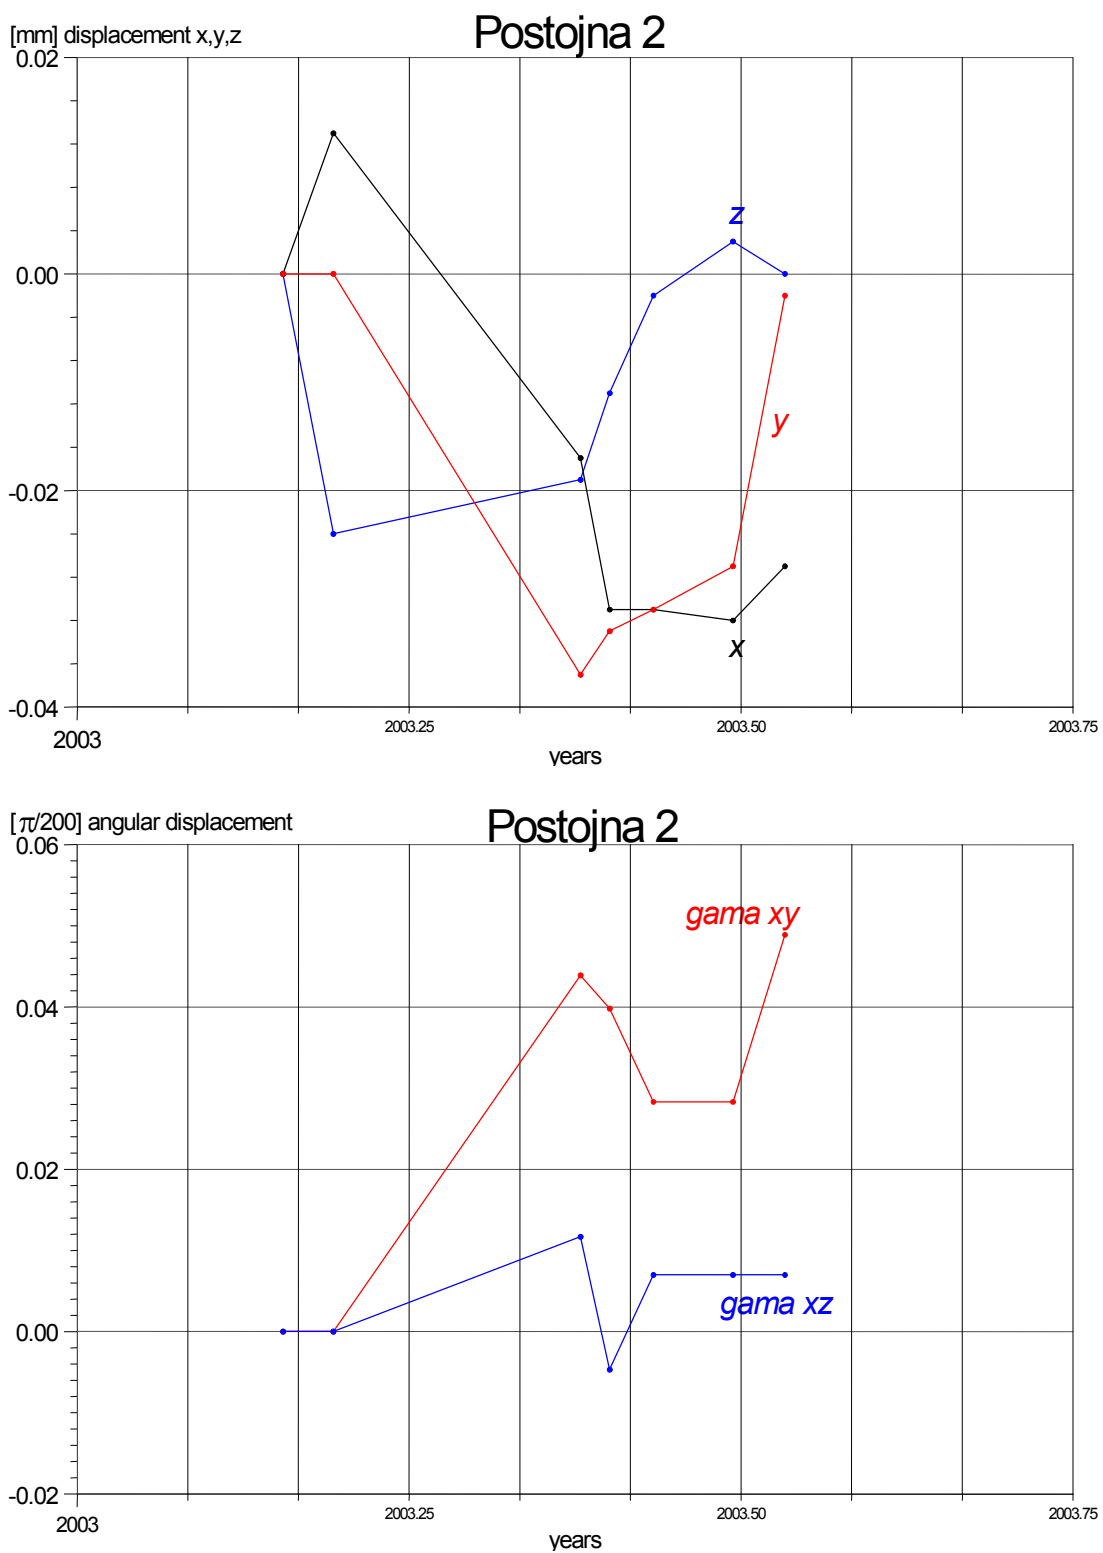 Postojna 2
[mm] displacement x,y,z
0.02
z
0.00
y
-0.02
x
-0.04
2003
2003.25
2003.50
2003.75
years
Postojna 2
[π/200] angular displacement
0.06
gama xy
0.04
0.02
gama xz
0.00
-0.02
2003
2003.25
2003.50
2003.75
years